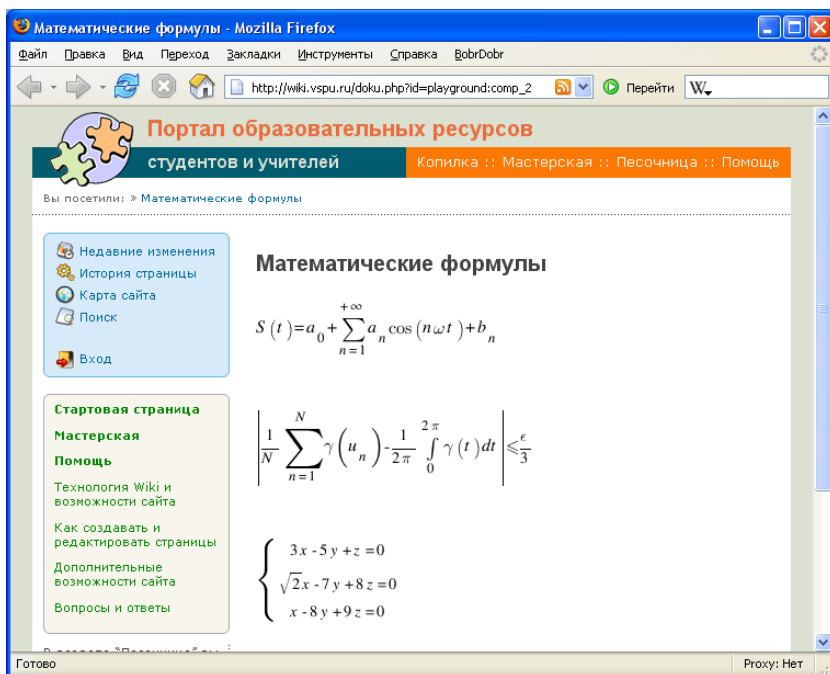 Математические формулы - Mozilla Firefox
Файл Правка Вид Переход Закладки Инструменты Справка BobrDobr
http://wiki.vspu.ru/doku.php?id=playground:comp_2 Перейти W
Портал образовательных ресурсов
студентов и учителей Копилка :: Мастерская :: Песочница :: Помощь
Вы посетили: » Математические формулы
Недавние изменения
История страницы
Карта сайта
Поиск
Вход
Стартовая страница
Мастерская
Помощь
Технология Wiki и
возможности сайта
Как создавать и
редактировать страницы
Дополнительные
возможности сайта
Вопросы и ответы
Математические формулы
S(t)=a₀+∑_{n=1}^{+∞} aₙ cos(nωt)+bₙ
|1/N ∑_{n=1}^{N} γ(uₙ)-1/2π ∫_{0}^{2π} γ(t)dt|⩽ϵ/3
3x-5y+z=0
√2x-7y+8z=0
x-8y+9z=0
Готово Proxy: Нет